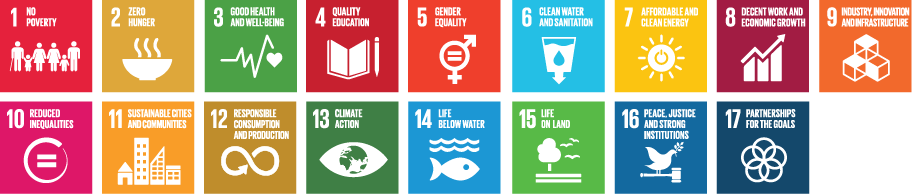 1 NO
POVERTY
2 ZERO
HUNGER
3 GOOD HEALTH
AND WELL-BEING
4 QUALITY
EDUCATION
5 GENDER
EQUALITY
6 CLEAN WATER
AND SANITATION
7 AFFORDABLE AND
CLEAN ENERGY
8 DECENT WORK AND
ECONOMIC GROWTH
9 INDUSTRY, INNOVATION
AND INFRASTRUCTURE
10 REDUCED
INEQUALITIES
11 SUSTAINABLE CITIES
AND COMMUNITIES
12 RESPONSIBLE
CONSUMPTION
AND PRODUCTION
13 CLIMATE
ACTION
14 LIFE
BELOW WATER
15 LIFE
ON LAND
16 PEACE, JUSTICE
AND STRONG
INSTITUTIONS
17 PARTNERSHIPS
FOR THE GOALS